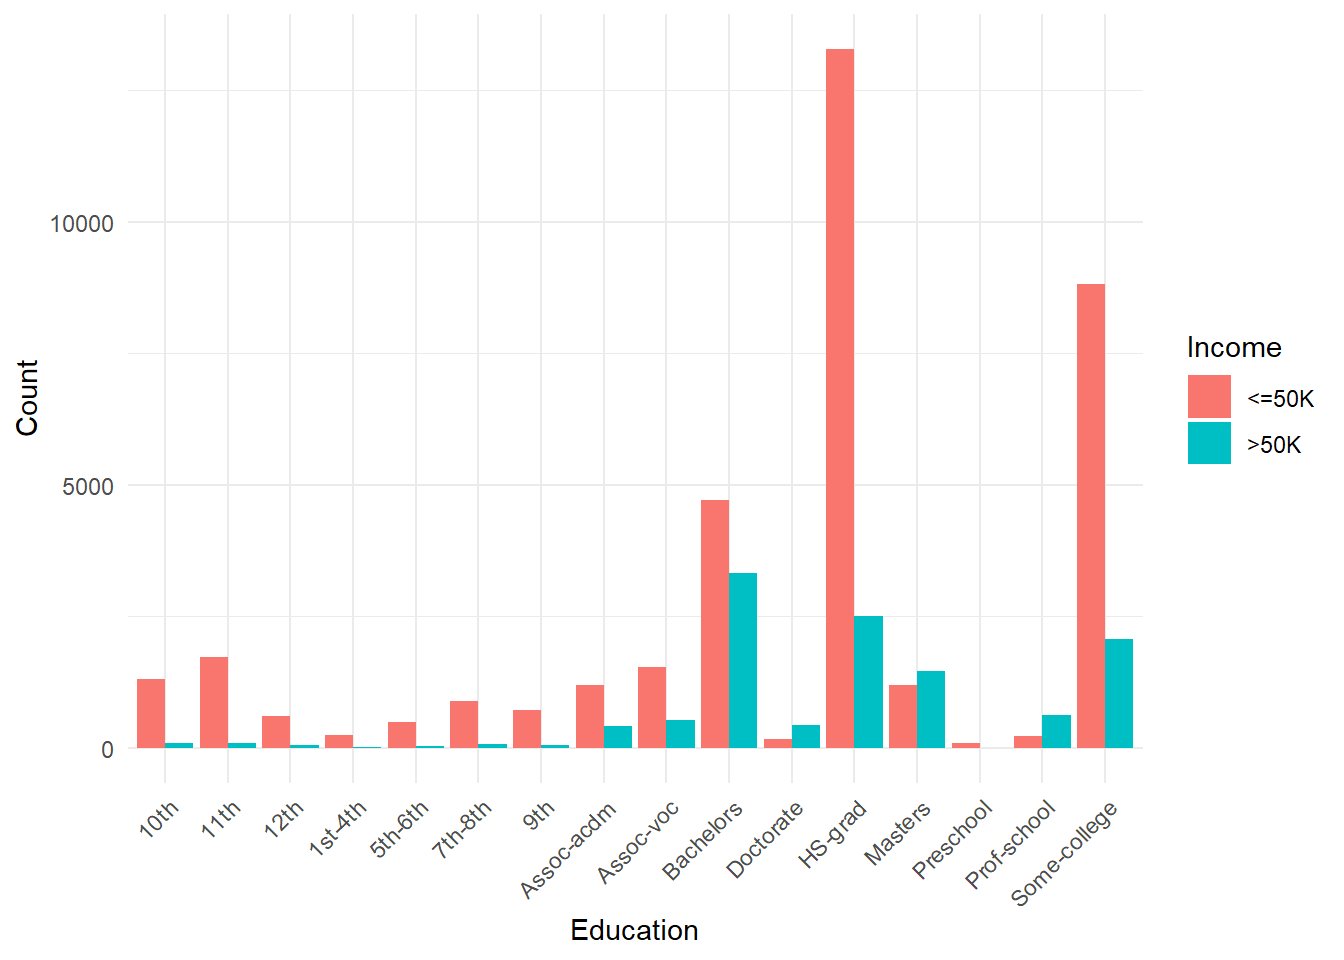 10000
5000
0
Count
10th
11th
12th
1st-4th
5th-6th
7th-8th
9th
Assoc-acdm
Assoc-voc
Bachelors
Doctorate
HS-grad
Masters
Preschool
Prof-school
Some-college
Education
Income
<=50K
>50K